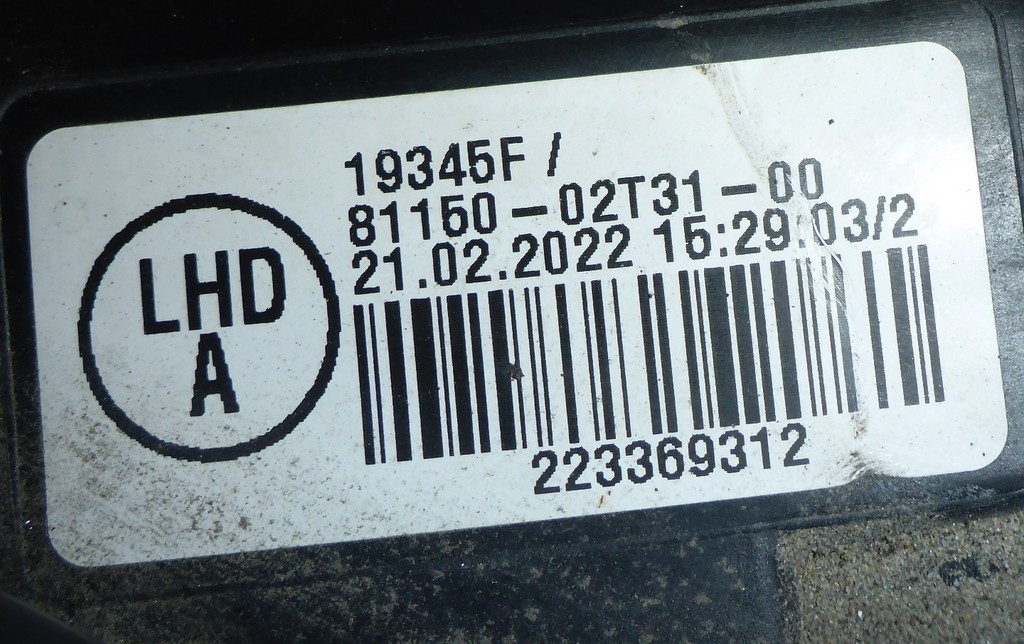 LHD
A
19345F /
81150-02T31-00
21.02.2022 15:29:03/2
223369312